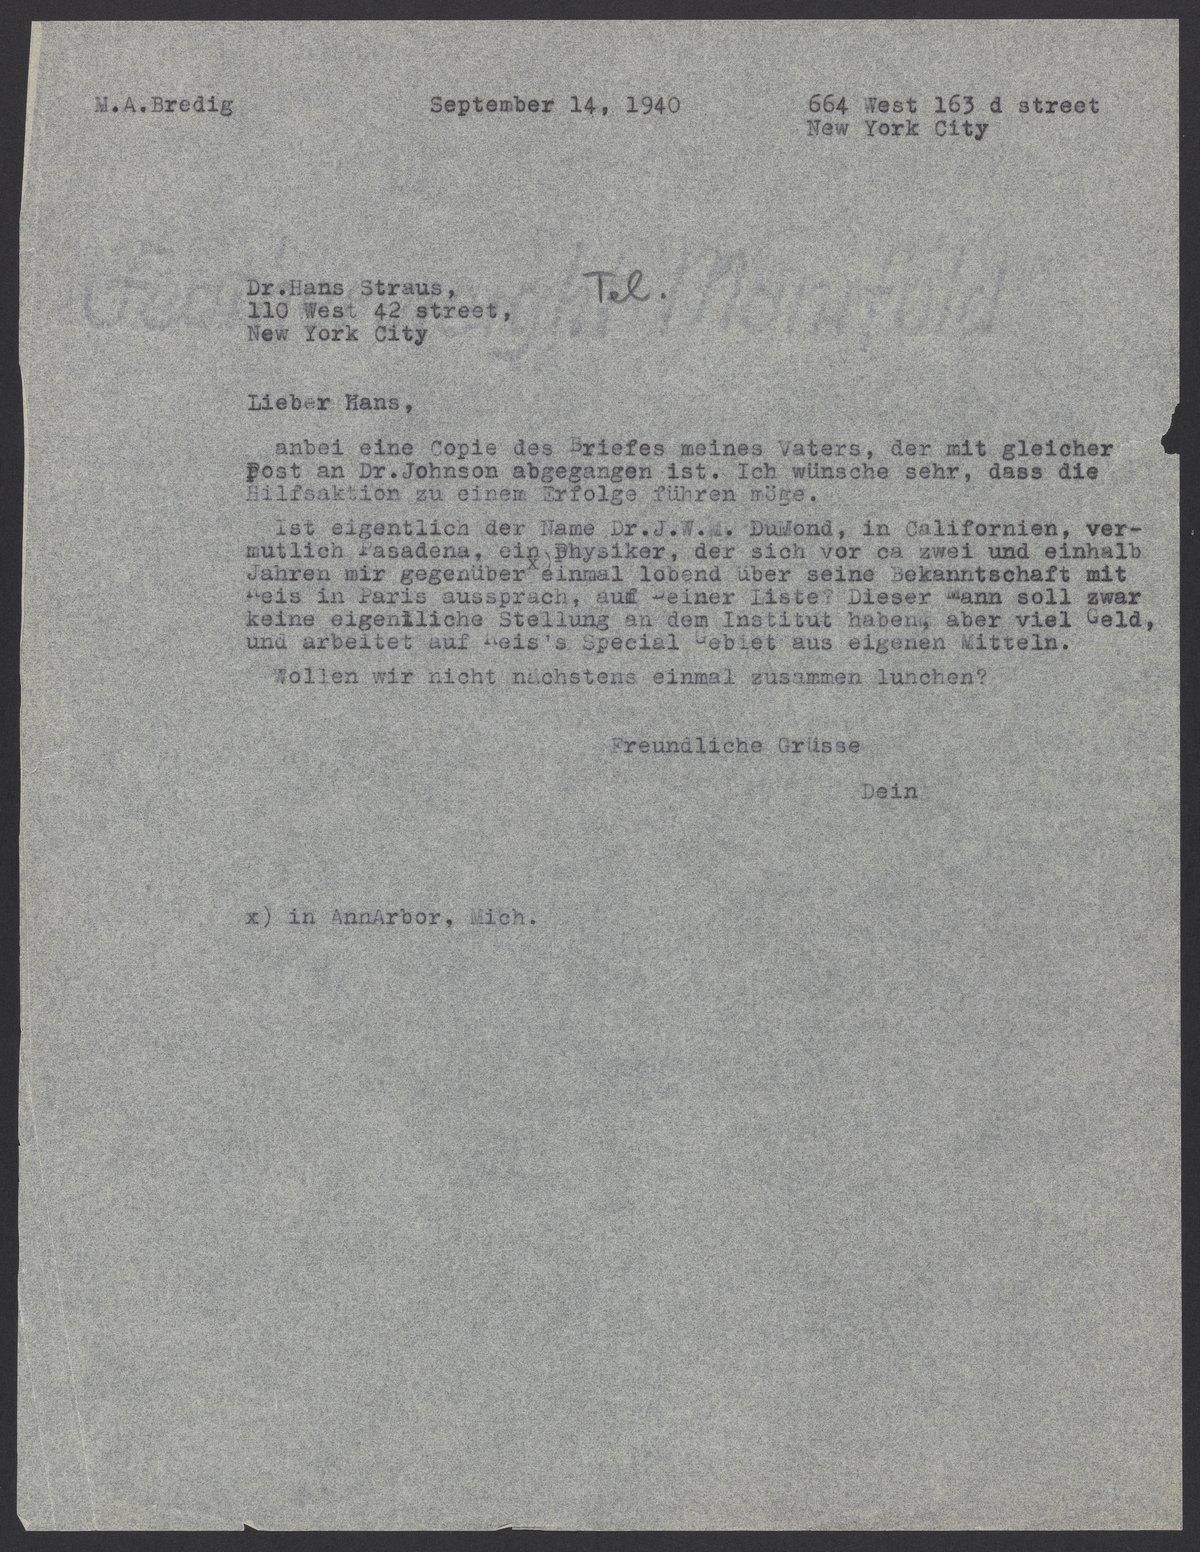 M.A.Bredig September 14, 1940 664 West 163 d street
New York City
Dr.Hans Straus, Tel.
110 West 42 street,
New York City
Lieber Hans,
anbei eine Copie des Briefes meines Vaters, der mit gleicher
Post an Dr.Johnson abgegangen ist. Ich wünsche sehr, dass die
Hilfsaktion zu einem Erfolge führen möge.
Ist eigentlich der Name Dr.J.W.M. DuMond, in Californien, ver-
mutlich Pasadena, ein Physiker, der sich vor ca zwei und einhalb
Jahren mir gegenüber x) einmal lobend über seine Bekanntschaft mit
Reis in Paris aussprach, auf Deiner Liste? Dieser Mann soll zwar
keine eigentliche Stellung an dem Institut haben, aber viel Geld,
und arbeitet auf Reis's Special Gebiet aus eigenen Mitteln.
Wollen wir nicht nächstens einmal zusammen lunchen?
Freundliche Grüsse
Dein
x) in AnnArbor, Mich.